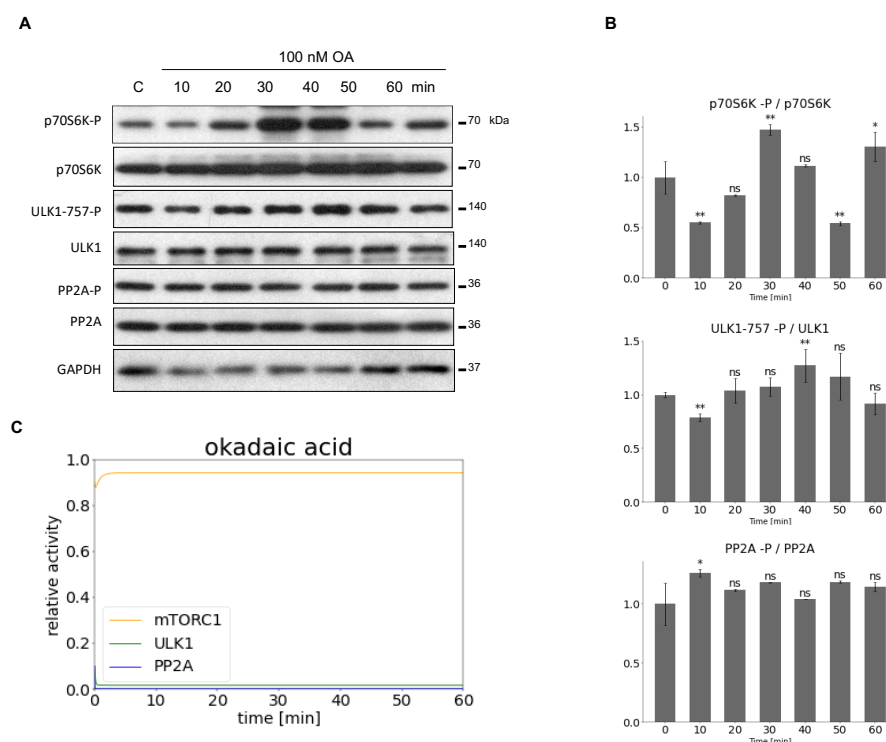 A
100 nM OA
C 10 20 30 40 50 60 min
p70S6K-P
70 kDa
p70S6K
70
ULK1-757-P
140
ULK1
140
PP2A-P
36
PP2A
36
GAPDH
37
B
p70S6K -P / p70S6K
1.5
1.0
0.5
0.0
** ns ** ns ** *
0 10 20 30 40 50 60
Time [min]
ULK1-757 -P / ULK1
1.5
1.0
0.5
0.0
** ns ns ** ns ns
0 10 20 30 40 50 60
Time [min]
PP2A -P / PP2A
1.0
0.5
0.0
* ns ns ns ns ns
0 10 20 30 40 50 60
Time [min]
C
okadaic acid
relative activity
1.0
0.8
0.6
0.4
0.2
0.0
mTORC1
ULK1
PP2A
0 10 20 30 40 50 60
time [min]